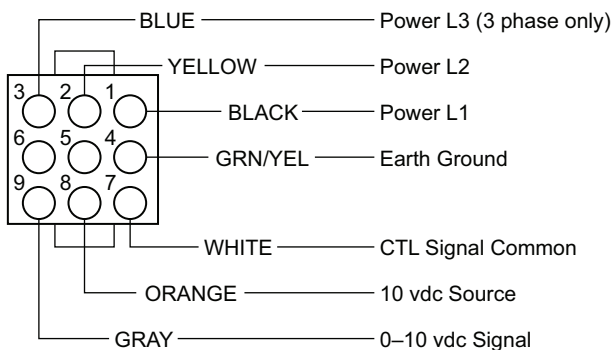 BLUE Power L3 (3 phase only)
YELLOW Power L2
3 2 1
BLACK Power L1
6 5 4
GRN/YEL Earth Ground
9 8 7
WHITE CTL Signal Common
ORANGE 10 vdc Source
GRAY 0–10 vdc Signal